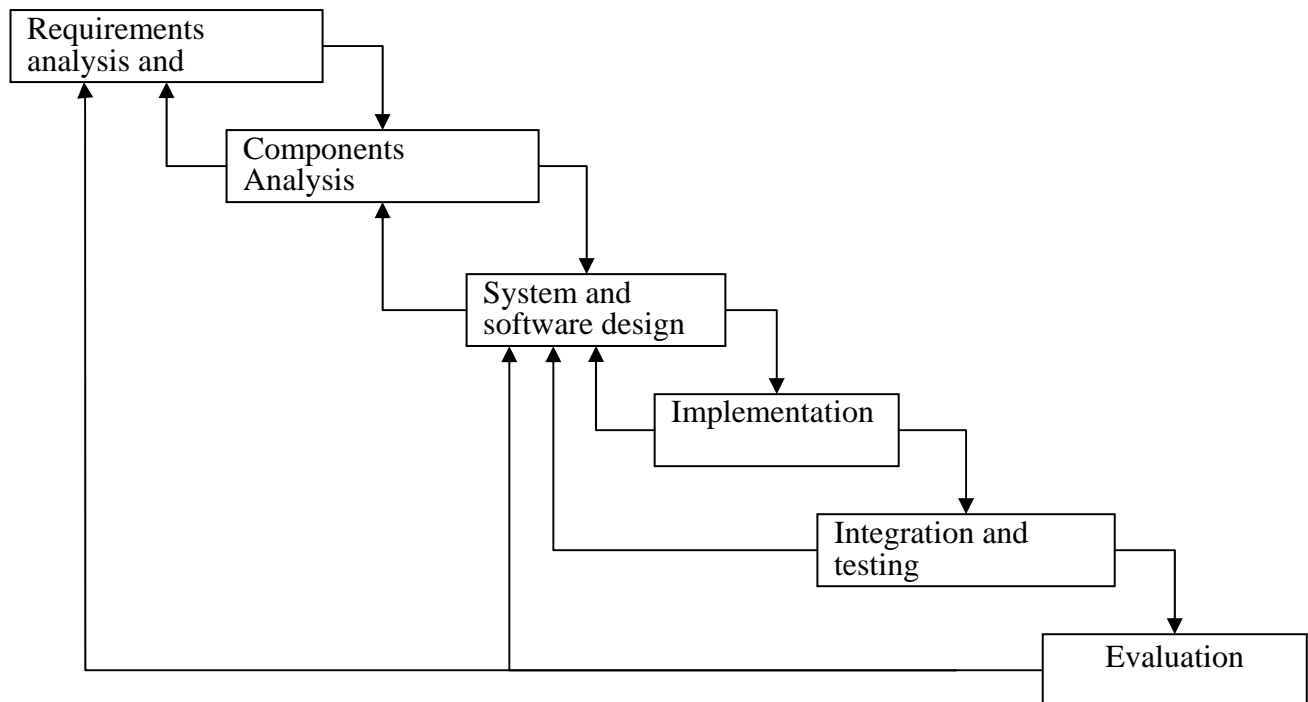 Requirements
analysis and
Components
Analysis
System and
software design
Implementation
Integration and
testing
Evaluation